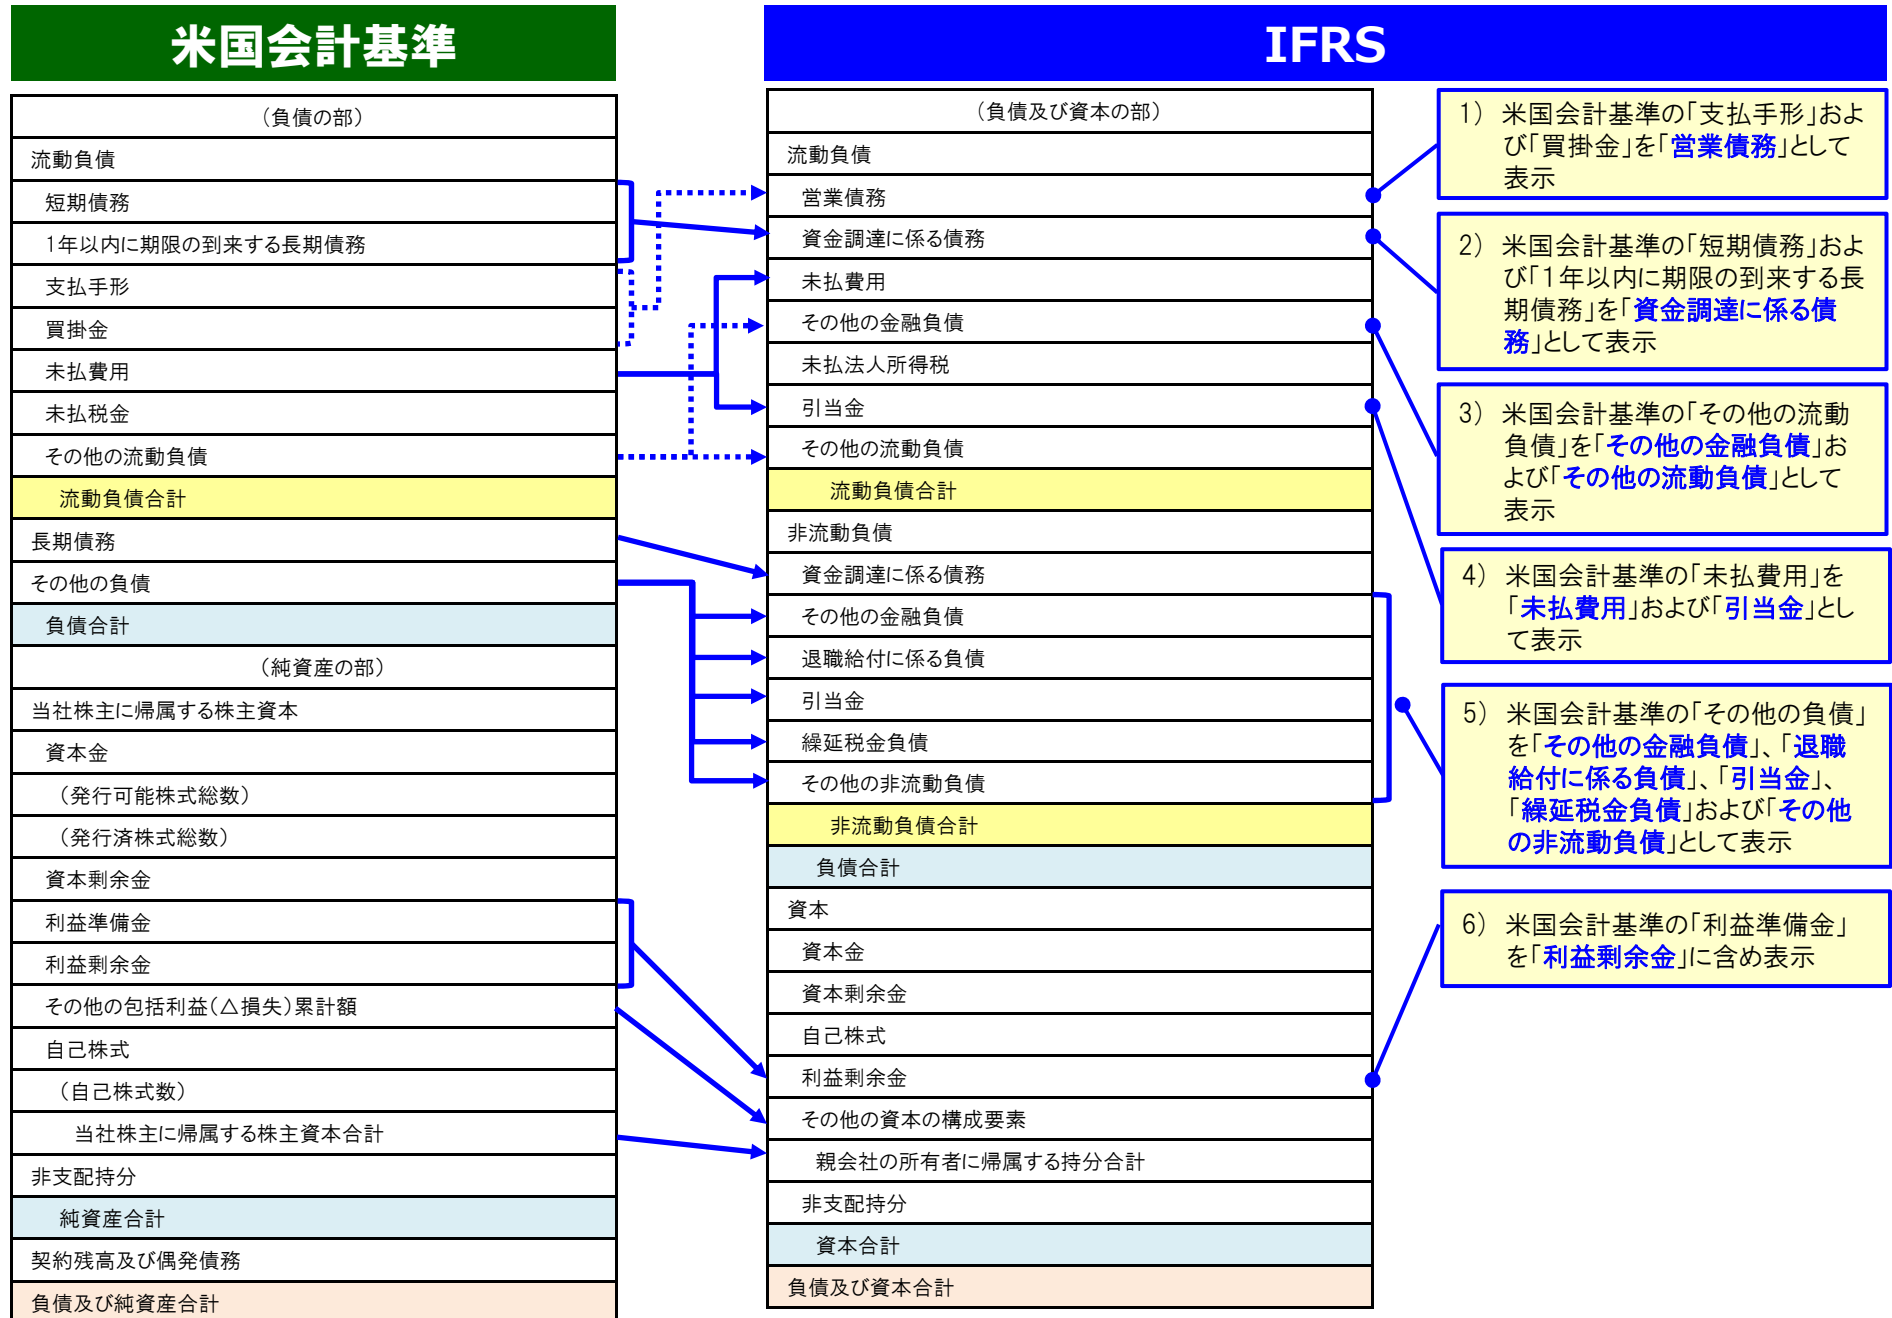 米国会計基準
（負債の部）
流動負債
短期債務
1年以内に期限の到来する長期債務
支払手形
買掛金
未払費用
未払税金
その他の流動負債
流動負債合計
長期債務
その他の負債
負債合計
（純資産の部）
当社株主に帰属する株主資本
資本金
（発行可能株式総数）
（発行済株式総数）
資本剰余金
利益準備金
利益剰余金
その他の包括利益（△損失）累計額
自己株式
（自己株式数）
当社株主に帰属する株主資本合計
非支配持分
純資産合計
契約残高及び偶発債務
負債及び純資産合計
IFRS
（負債及び資本の部）
流動負債
営業債務
資金調達に係る債務
未払費用
その他の金融負債
未払法人所得税
引当金
その他の流動負債
流動負債合計
非流動負債
資金調達に係る債務
その他の金融負債
退職給付に係る負債
引当金
繰延税金負債
その他の非流動負債
非流動負債合計
負債合計
資本
資本金
資本剰余金
自己株式
利益剰余金
その他の資本の構成要素
親会社の所有者に帰属する持分合計
非支配持分
資本合計
負債及び資本合計
1） 米国会計基準の「支払手形」およ
び「買掛金」を「営業債務」として
表示
2） 米国会計基準の「短期債務」およ
び「1年以内に期限の到来する長
期債務」を「資金調達に係る債
務」として表示
3） 米国会計基準の「その他の流動
負債」を「その他の金融負債」お
よび「その他の流動負債」として
表示
4） 米国会計基準の「未払費用」を
「未払費用」および「引当金」とし
て表示
5） 米国会計基準の「その他の負債」
を「その他の金融負債」、「退職
給付に係る負債」、「引当金」、
「繰延税金負債」および「その他
の非流動負債」として表示
6） 米国会計基準の「利益準備金」
を「利益剰余金」に含め表示